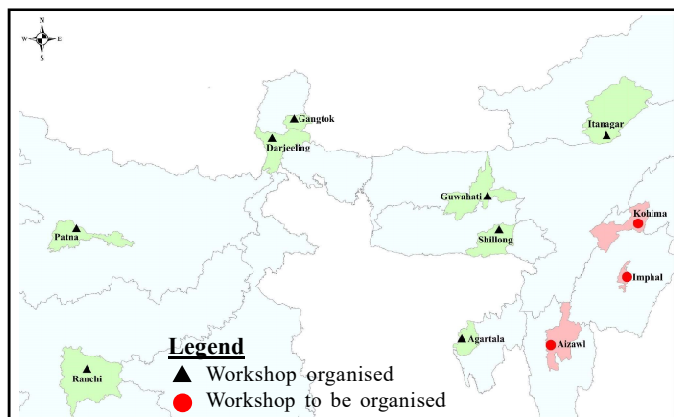 N
W E
S
Gangtok
Itanagar
Darjeeling
Guwahati
Kohima
Patna
Shillong
Imphal
Agartala
Aizawl
Ranchi
Legend
Workshop organised
Workshop to be organised